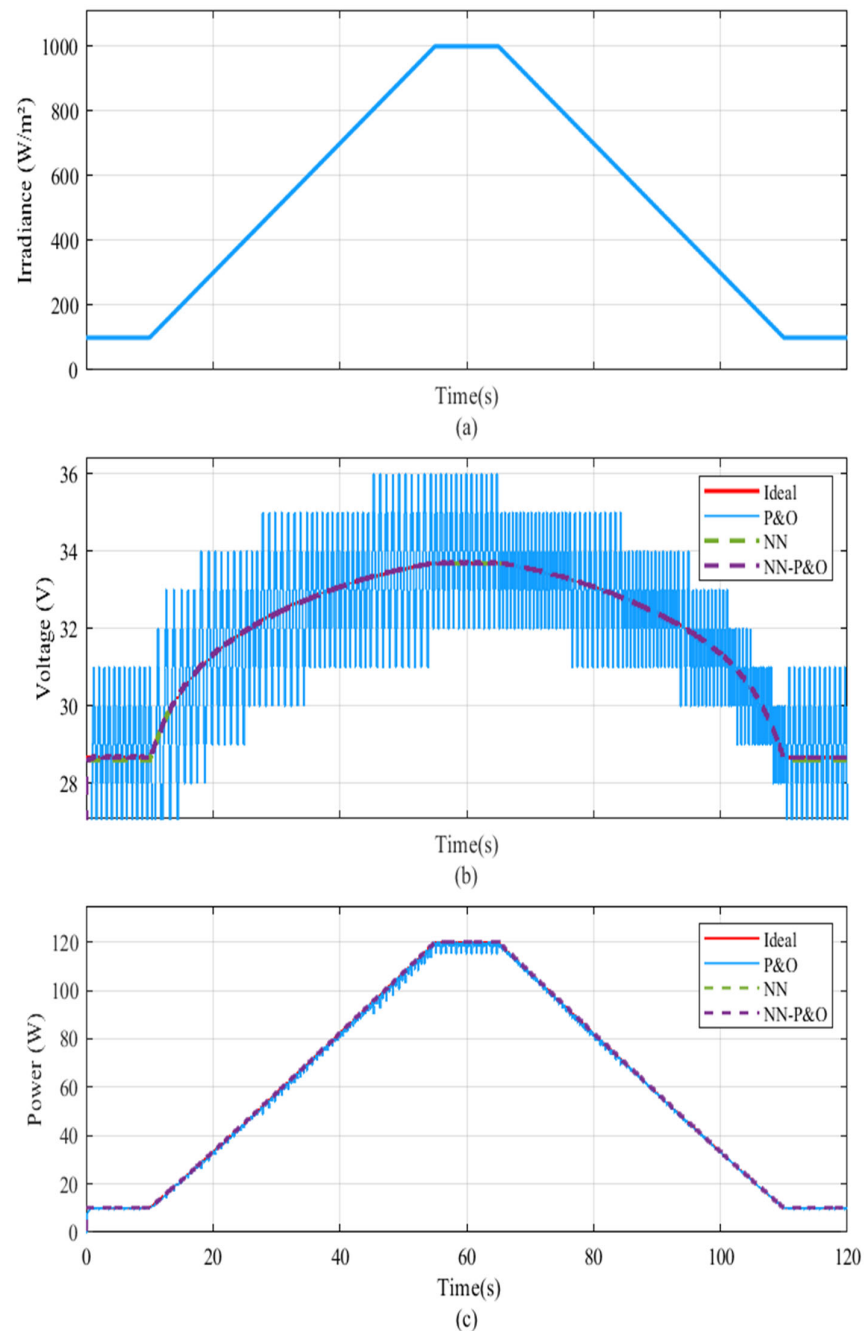 1000
800
600
400
200
0
Irradiance (W/m²)
Time(s)
(a)
36
34
32
30
28
Voltage (V)
Ideal
P&O
NN
NN-P&O
Time(s)
(b)
120
100
80
60
40
20
0
Power (W)
Ideal
P&O
NN
NN-P&O
0 20 40 60 80 100 120
Time(s)
(c)